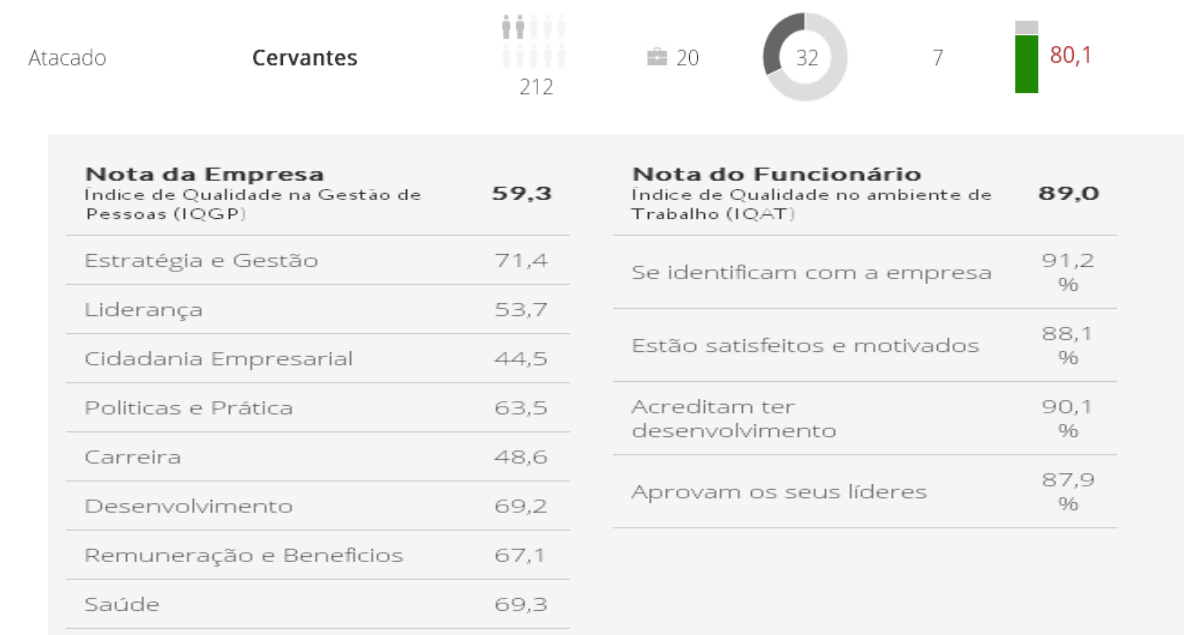 Atacado
Cervantes
212
20
32
7
80,1
Nota da Empresa
Índice de Qualidade na Gestão de
Pessoas (IQGP)
59,3
Estratégia e Gestão 71,4
Liderança 53,7
Cidadania Empresarial 44,5
Politicas e Prática 63,5
Carreira 48,6
Desenvolvimento 69,2
Remuneração e Beneficios 67,1
Saúde 69,3
Nota do Funcionário
Índice de Qualidade no ambiente de
Trabalho (IQAT)
89,0
Se identificam com a empresa
91,2
%
Estão satisfeitos e motivados
88,1
%
Acreditam ter
desenvolvimento
90,1
%
Aprovam os seus líderes
87,9
%